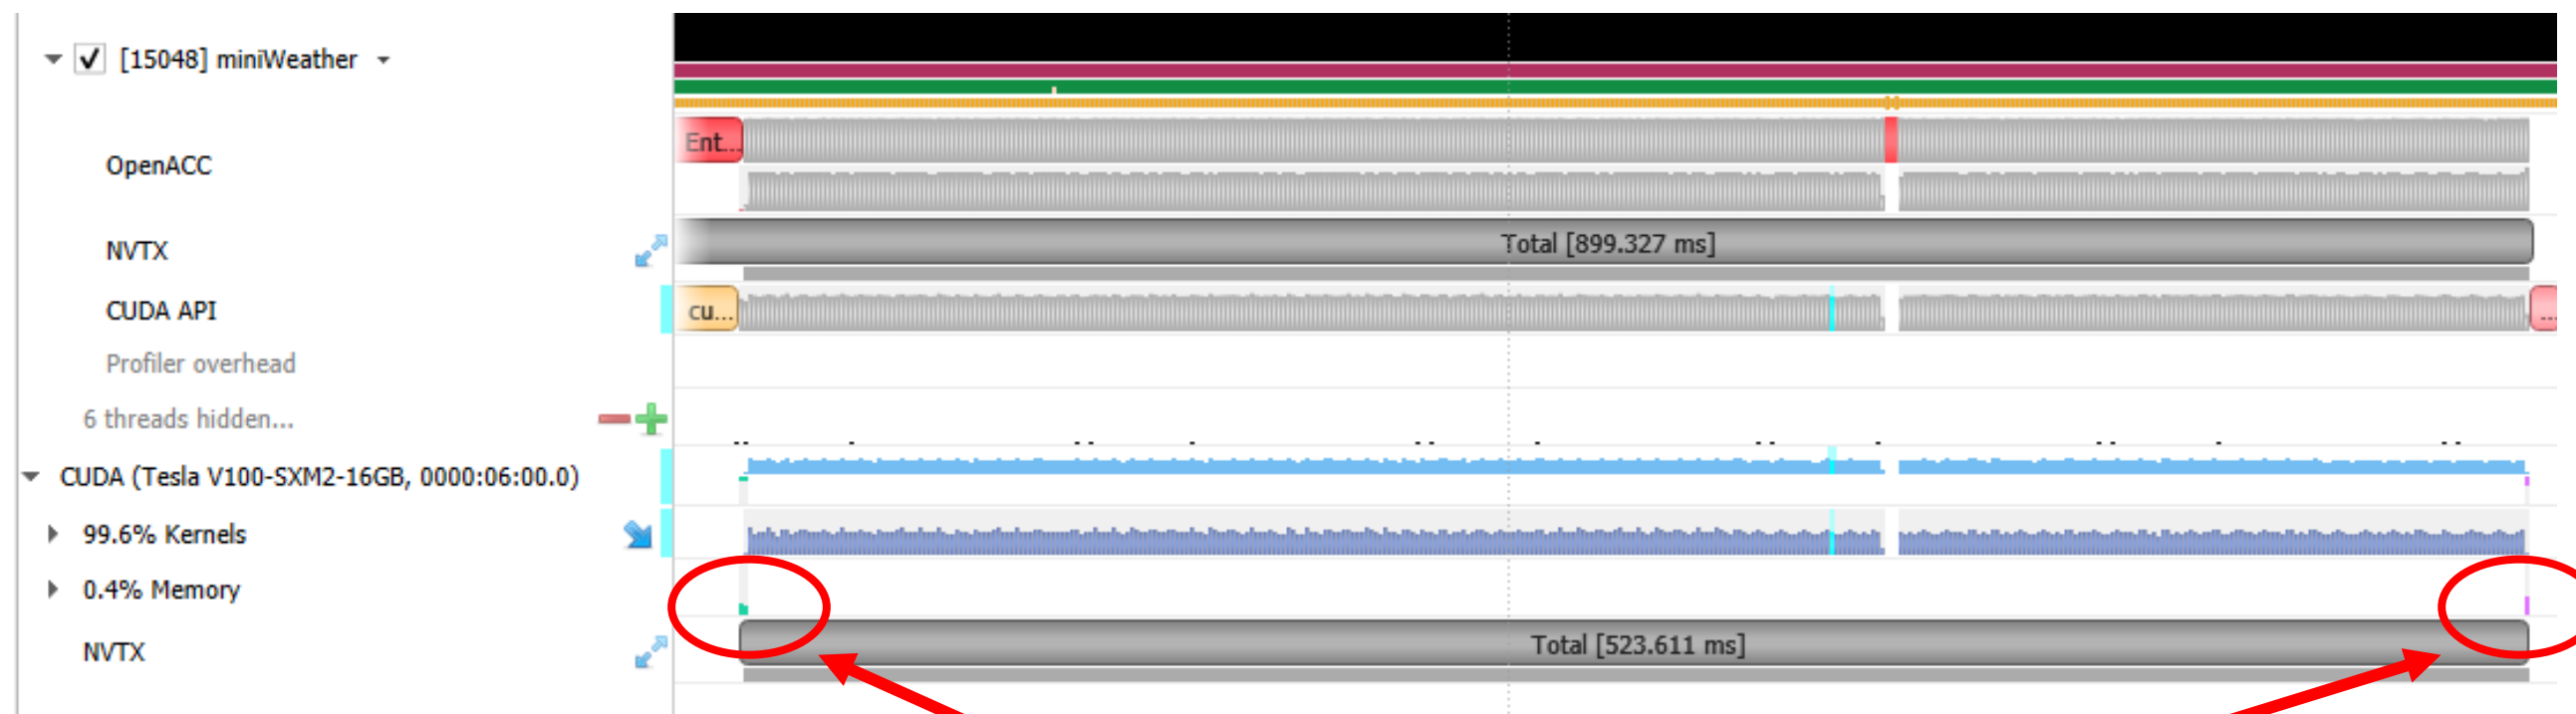 [15048] miniWeather
Ent...
OpenACC
NVTX
Total [899.327 ms]
CUDA API
cu...
...
Profiler overhead
6 threads hidden...
CUDA (Tesla V100-SXM2-16GB, 0000:06:00.0)
99.6% Kernels
0.4% Memory
NVTX
Total [523.611 ms]